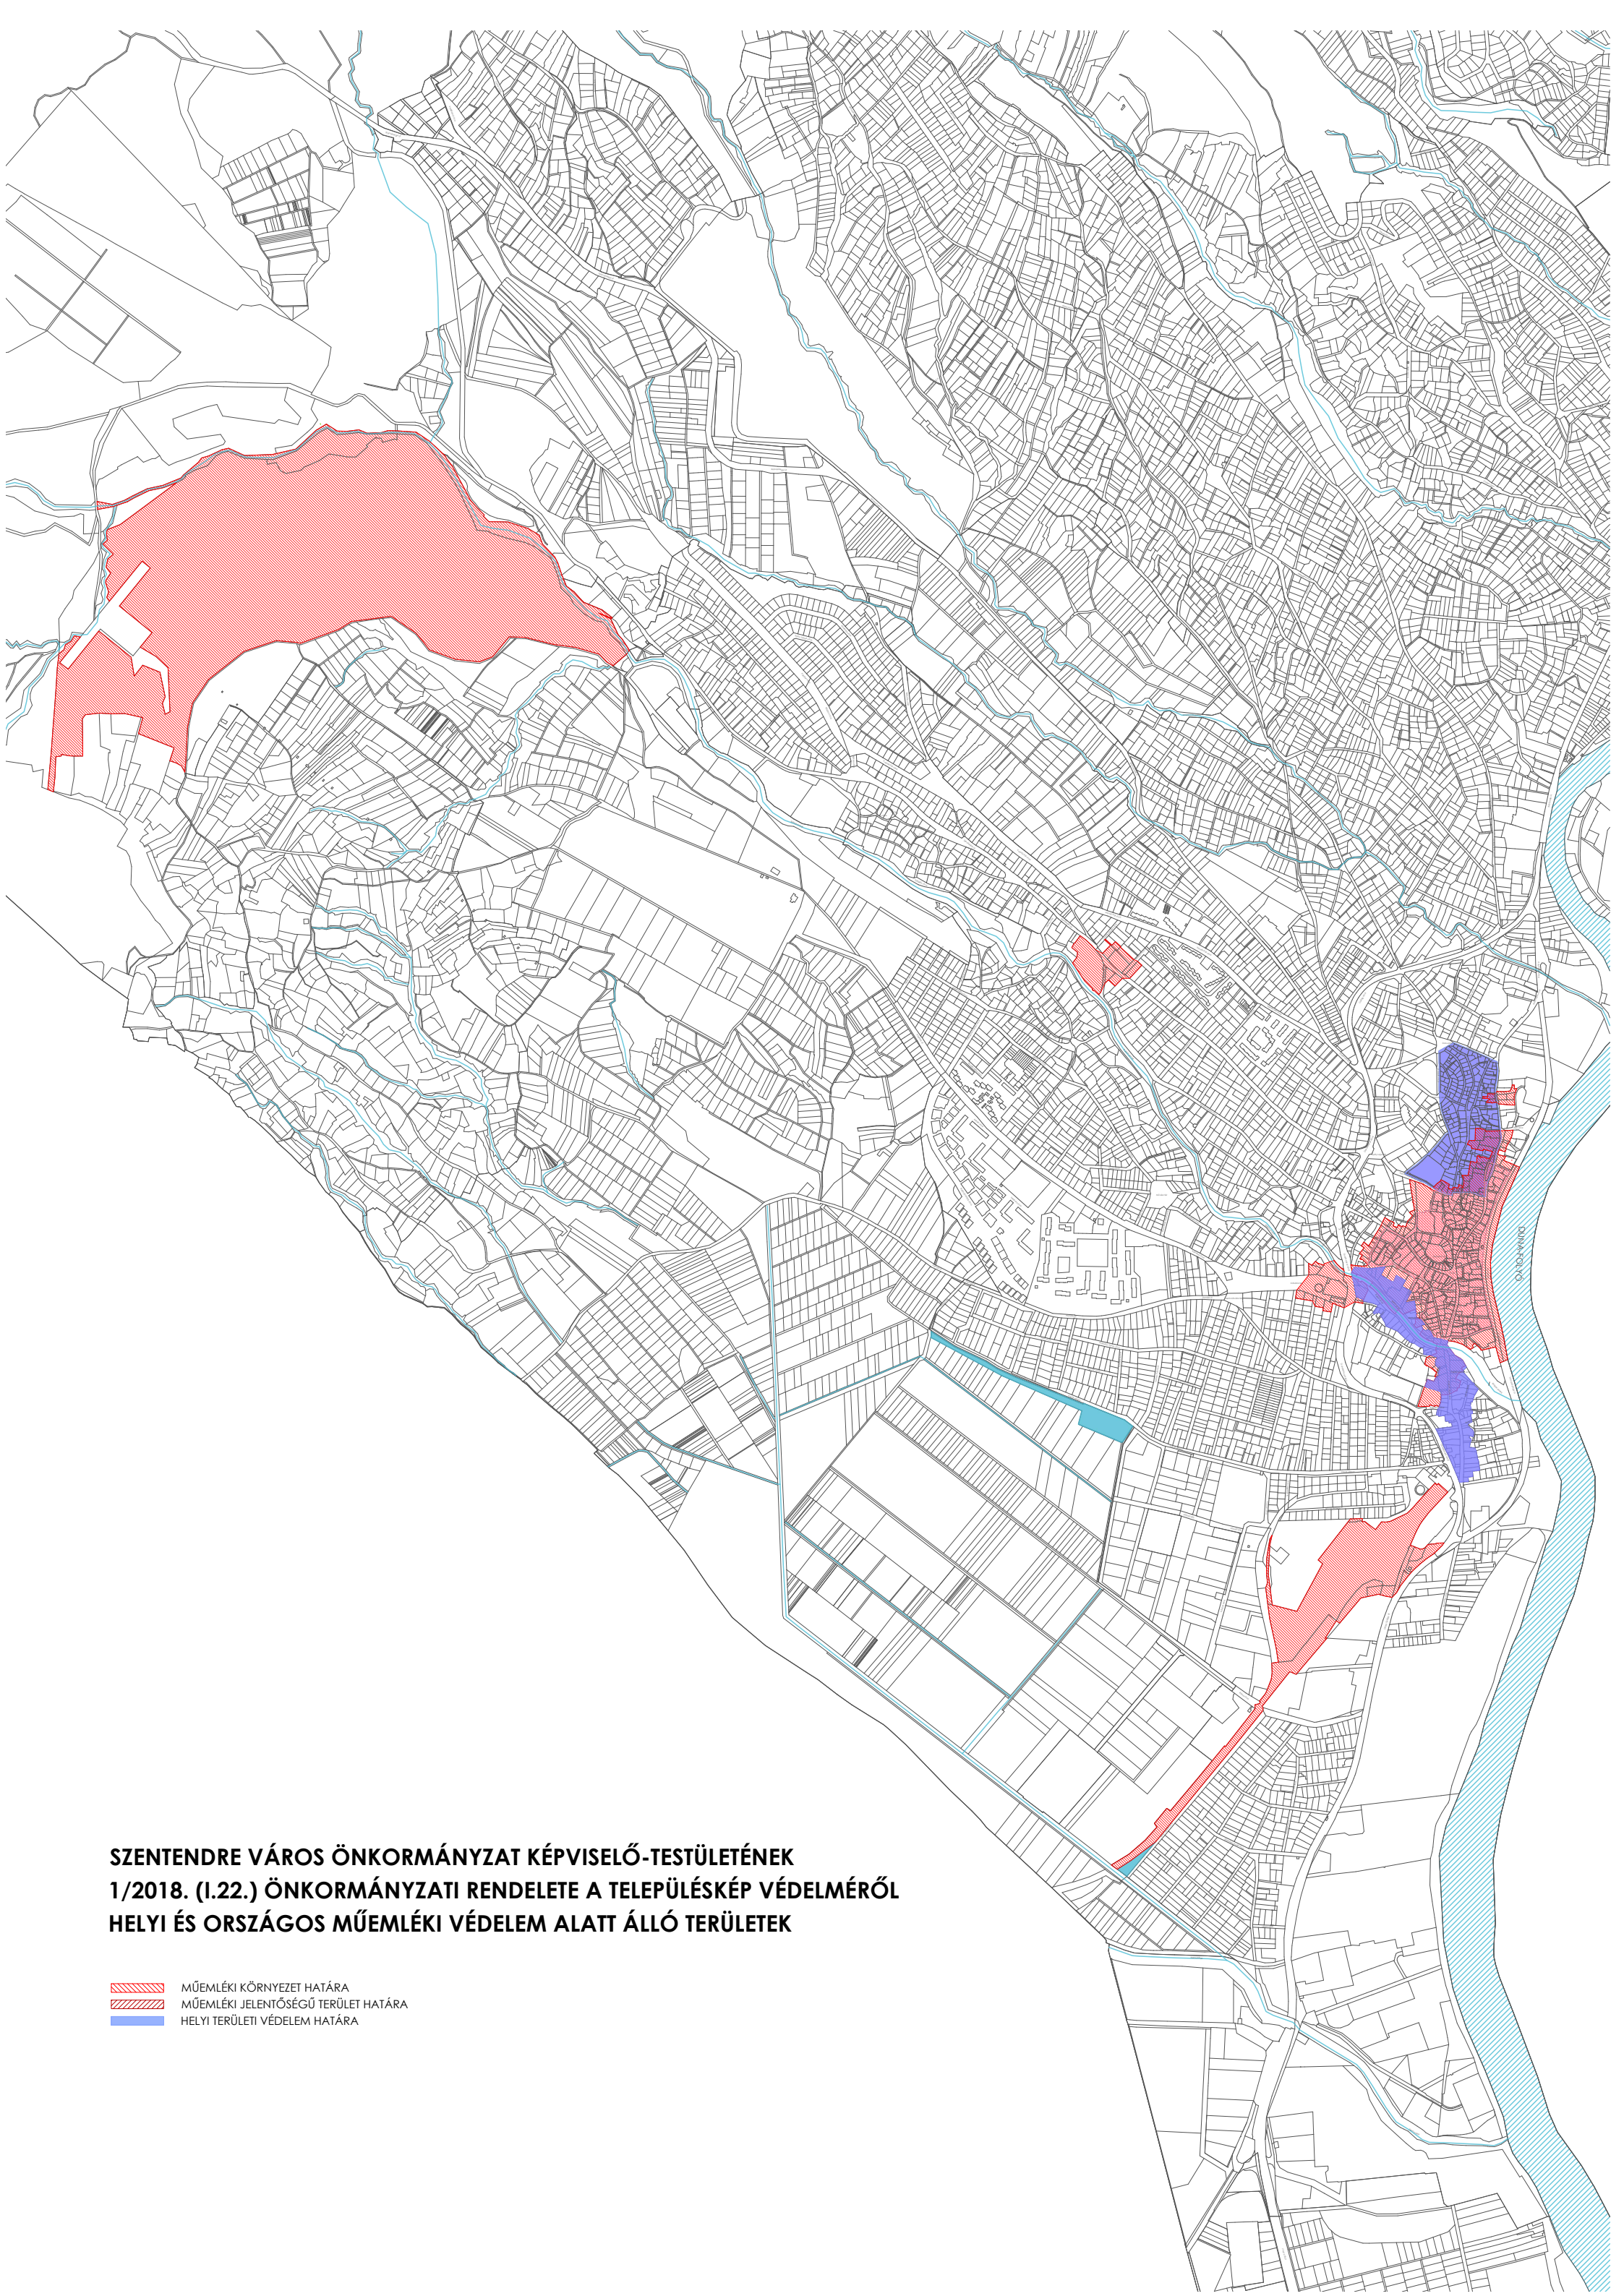 DUNA FOLYÓ
SZENTENDRE VÁROS ÖNKORMÁNYZAT KÉPVISELŐ-TESTÜLETÉNEK
1/2018. (I.22.) ÖNKORMÁNYZATI RENDELETE A TELEPÜLÉSKÉP VÉDELMÉRŐL
HELYI ÉS ORSZÁGOS MŰEMLÉKI VÉDELEM ALATT ÁLLÓ TERÜLETEK
MŰEMLÉKI KÖRNYEZET HATÁRA
MŰEMLÉKI JELENTŐSÉGŰ TERÜLET HATÁRA
HELYI TERÜLETI VÉDELEM HATÁRA